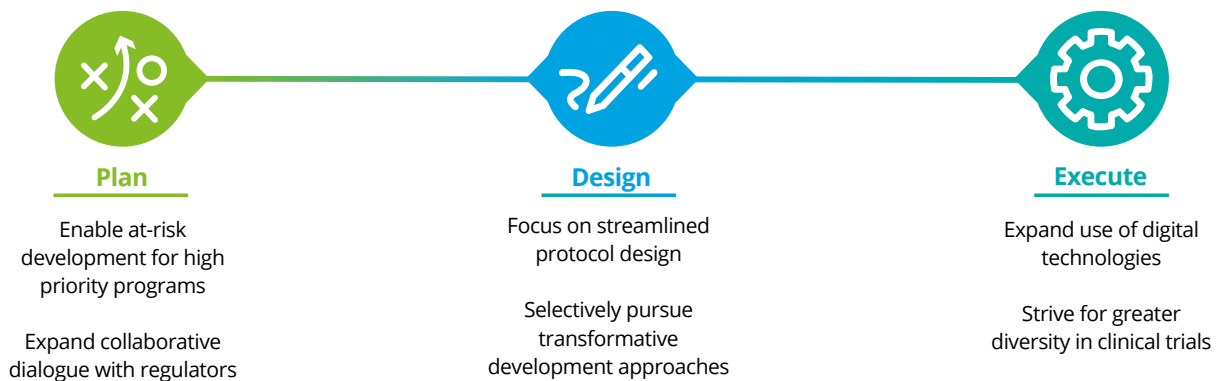 Plan
Enable at-risk
development for high
priority programs
Expand collaborative
dialogue with regulators
Design
Focus on streamlined
protocol design
Selectively pursue
transformative
development approaches
Execute
Expand use of digital
technologies
Strive for greater
diversity in clinical trials